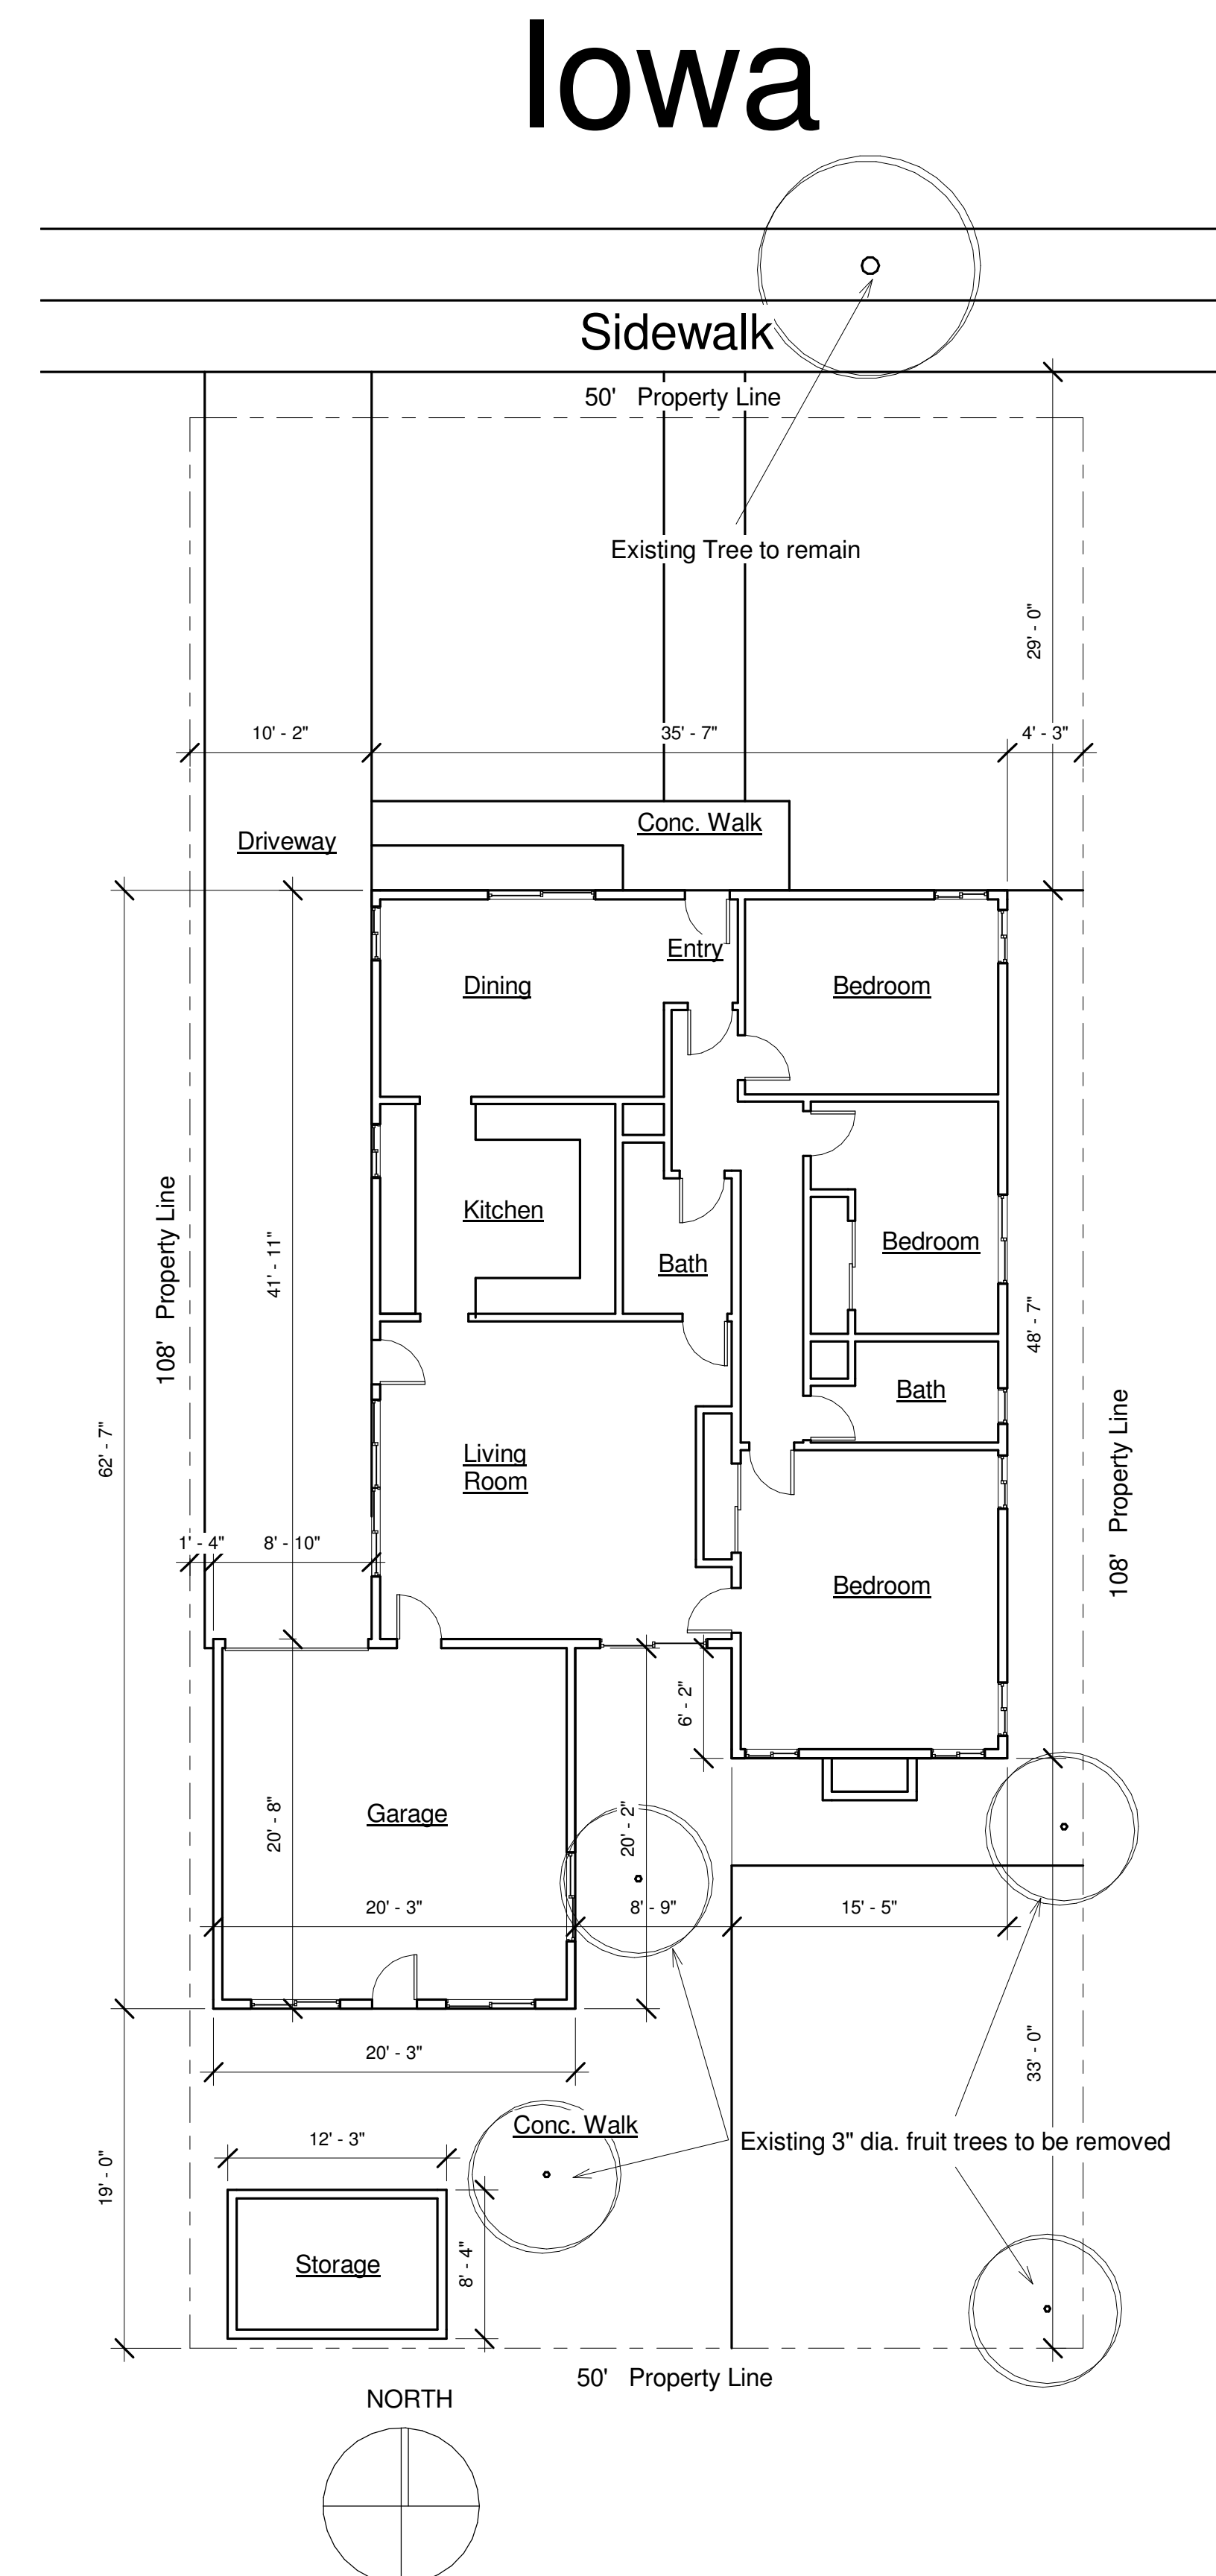 Iowa
Sidewalk
50' Property Line
Existing Tree to remain
29' - 0"
10' - 2"
35' - 7"
4' - 3"
Conc. Walk
Driveway
Entry
Dining
Bedroom
108' Property Line
41' - 11"
Kitchen
Bath
Bedroom
48' - 7"
Bath
108' Property Line
62' - 7"
Living
Room
1' - 4"
8' - 10"
Bedroom
6' - 2"
Garage
20' - 8"
20' - 2"
20' - 3"
8' - 9"
15' - 5"
20' - 3"
33' - 0"
Conc. Walk
Existing 3" dia. fruit trees to be removed
12' - 3"
19' - 0"
Storage
8' - 4"
50' Property Line
NORTH